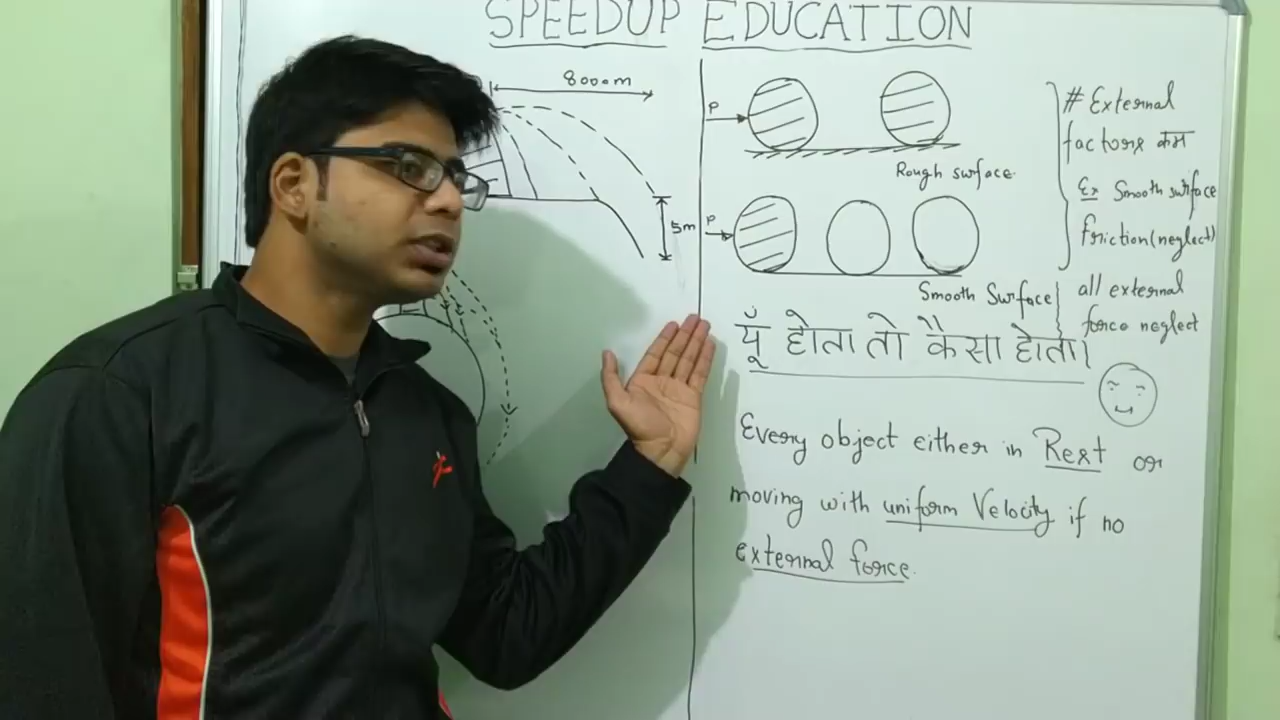 SPEEDUP EDUCATION
8000m
5m
P
Rough surface
P
Smooth Surface
# External
factors कम
Ex Smooth surface
friction(neglect)
all external
force neglect
यूँ होता तो कैसा होता।
Every object either in Rest or
moving with uniform Velocity if no
external force.